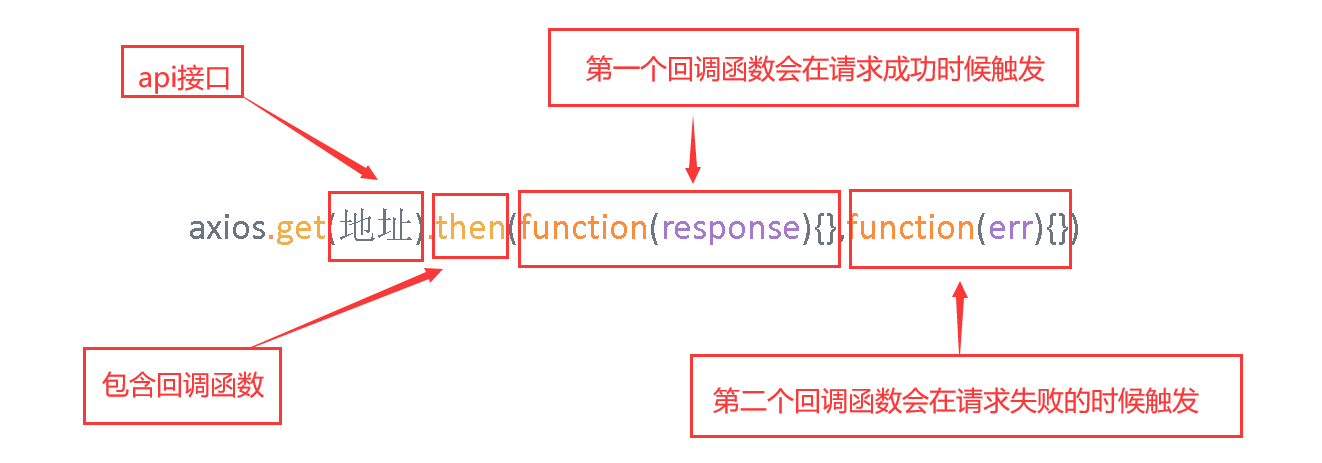 api接口
第一个回调函数会在请求成功时候触发
axios.get(地址).then(function(response){},function(err){})
包含回调函数
第二个回调函数会在请求失败的时候触发